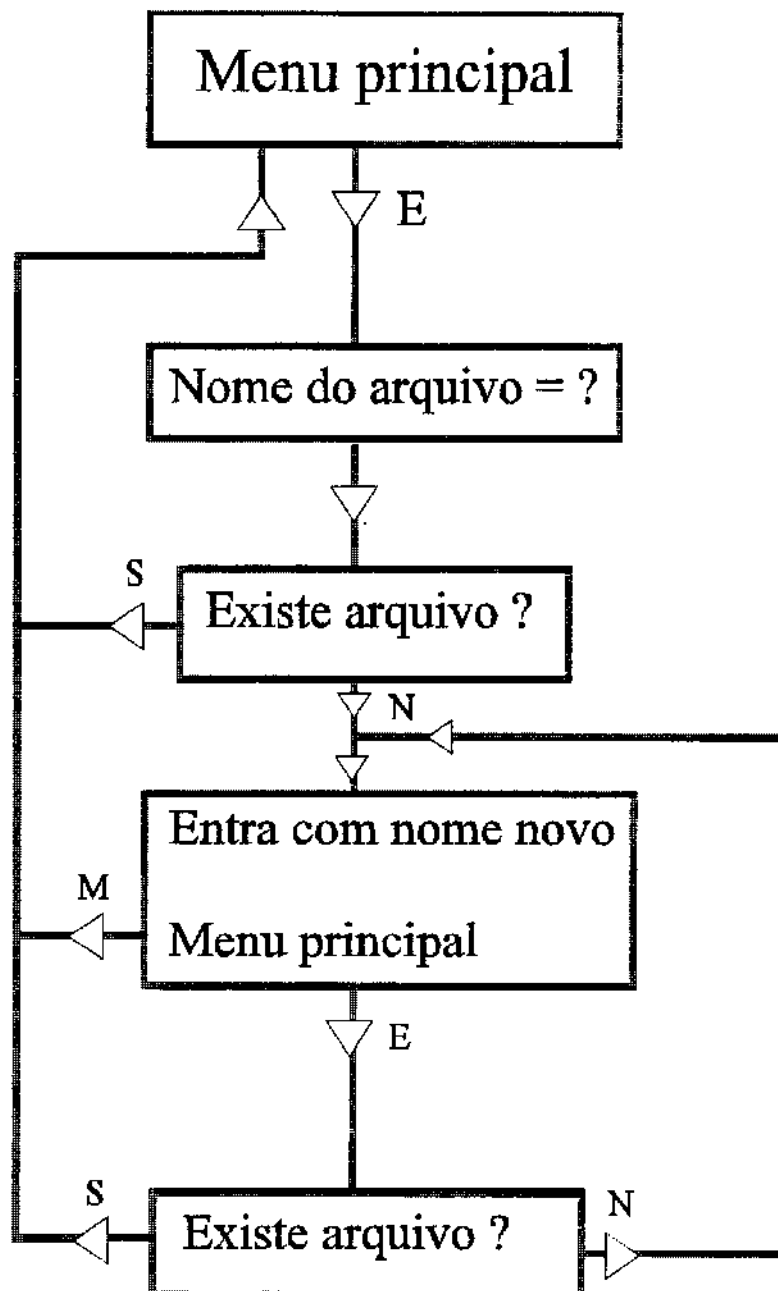 Menu principal
E
Nome do arquivo = ?
S
Existe arquivo ?
N
Entra com nome novo
M
Menu principal
E
S
Existe arquivo ?
N